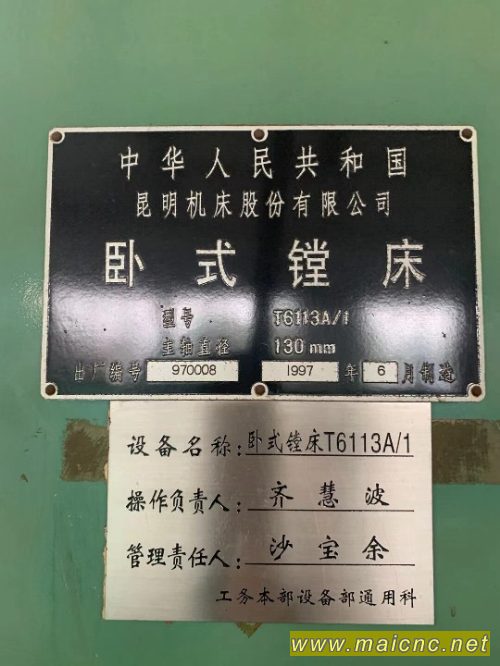 中华人民共和国
昆明机床股份有限公司
卧式镗床
型号 T6113A/1
主轴直径 130mm
出厂编号 970008 1997 年 6 月制造
设备名称:卧式镗床T6113A/1
操作负责人:齐慧波
管理责任人:沙宝余
工务本部设备部通用科
www.maicnc.net